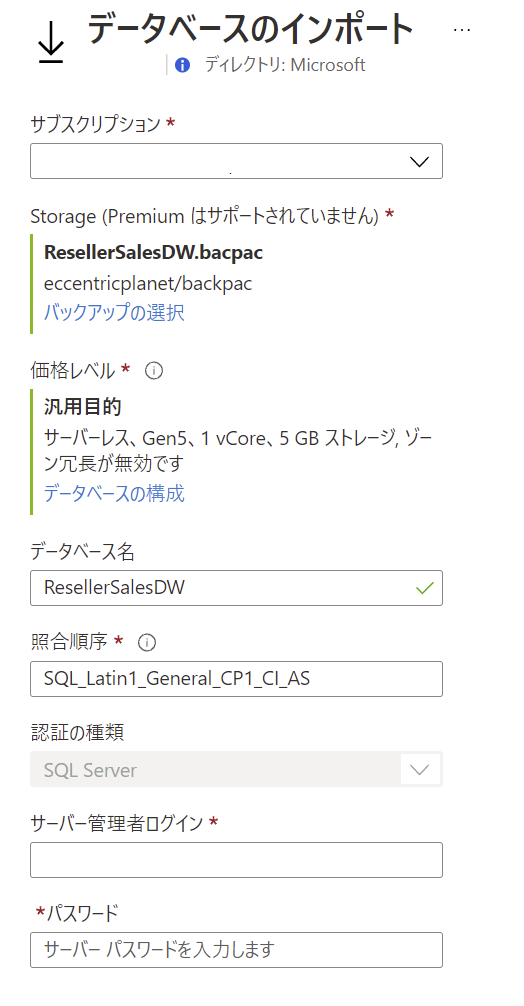 データベースのインポート
...
ディレクトリ: Microsoft
サブスクリプション *
Storage (Premium はサポートされていません) *
ResellerSalesDW.bacpac
eccentricplanet/backpac
バックアップの選択
価格レベル *
汎用目的
サーバーレス、Gen5、1 vCore、5 GB ストレージ, ゾー
ン冗長が無効です
データベースの構成
データベース名
ResellerSalesDW
照合順序 *
SQL_Latin1_General_CP1_CI_AS
認証の種類
SQL Server
サーバー管理者ログイン *
*パスワード
サーバー パスワードを入力します